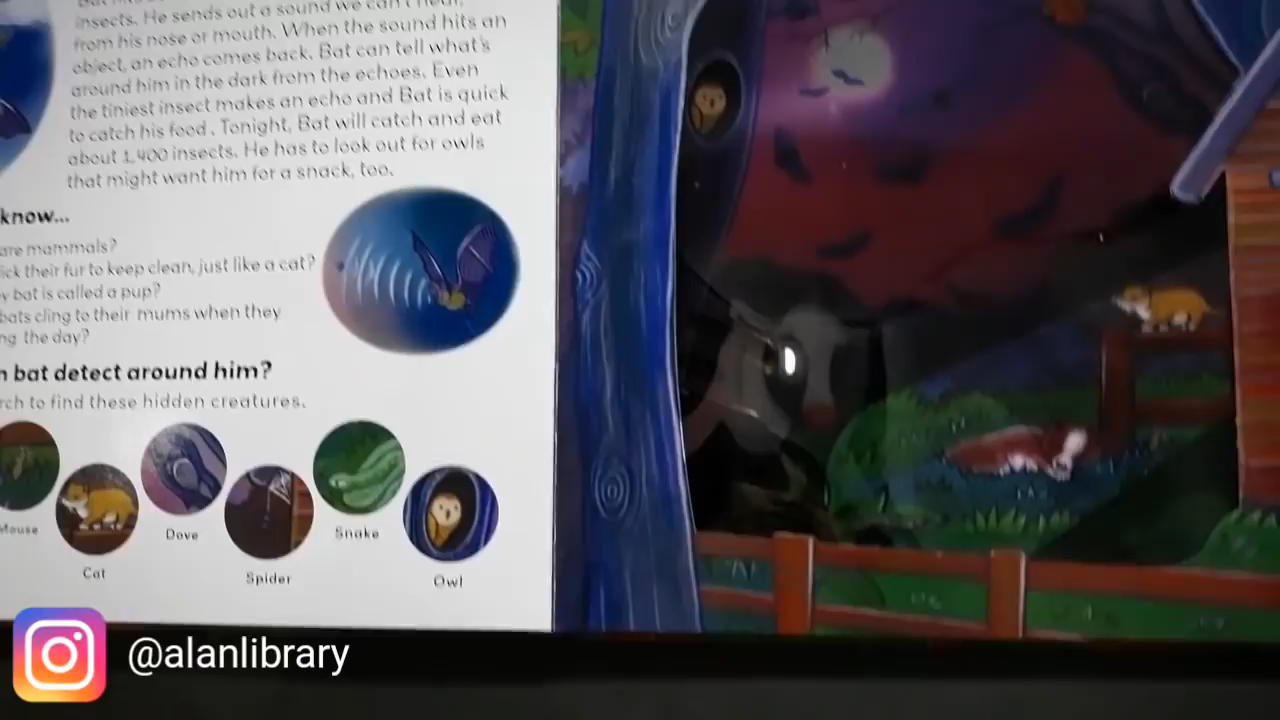 insects. He sends out a sound we can't hear,
from his nose or mouth. When the sound hits an
object, an echo comes back. Bat can tell what's
around him in the dark from the echoes. Even
the tiniest insect makes an echo and Bat is quick
to catch his food. Tonight, Bat will catch and eat
about 1,400 insects. He has to look out for owls
that might want him for a snack, too.
know...
are mammals?
ick their fur to keep clean, just like a cat?
y bat is called a pup?
bats cling to their mums when they
ng the day?
n bat detect around him?
rch to find these hidden creatures.
Mouse
Cat
Dove
Spider
Snake
Owl
@alanlibrary